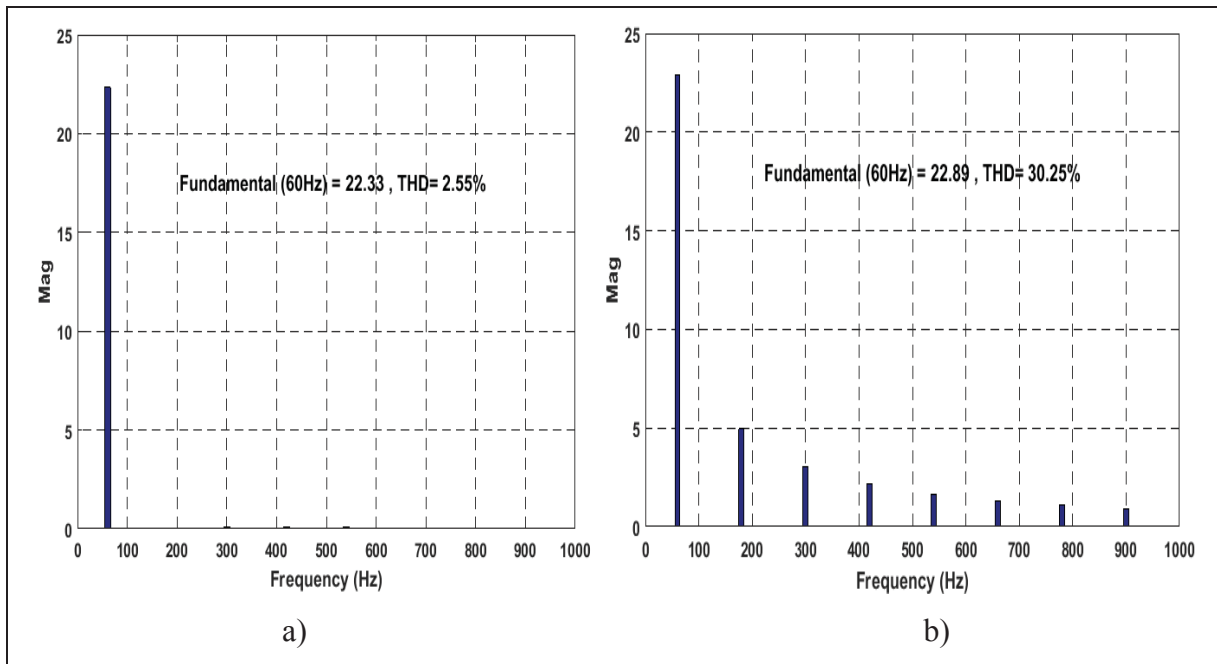 25
20
15
10
5
0
Mag
Fundamental (60Hz) = 22.33 , THD= 2.55%
0 100 200 300 400 500 600 700 800 900 1000
Frequency (Hz)
a)
25
20
15
10
5
0
Mag
Fundamental (60Hz) = 22.89 , THD= 30.25%
0 100 200 300 400 500 600 700 800 900 1000
Frequency (Hz)
b)